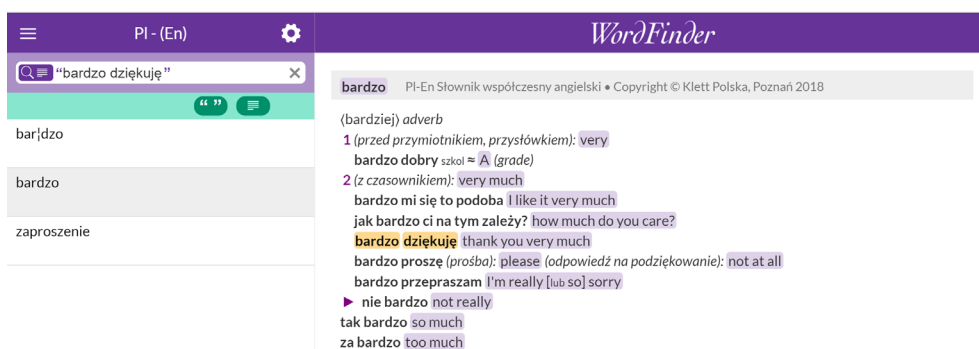 Pl - (En)
WordFinder
“bardzo dziękuję”
“ ”
bar¦dzo
bardzo
zaproszenie
bardzo Pl-En Słownik współczesny angielski • Copyright © Klett Polska, Poznań 2018
⟨bardziej⟩ adverb
1 (przed przymiotnikiem, przysłówkiem): very
bardzo dobry szkol ≈ A (grade)
2 (z czasownikiem): very much
bardzo mi się to podoba I like it very much
jak bardzo ci na tym zależy? how much do you care?
bardzo dziękuję thank you very much
bardzo proszę (prośba): please (odpowiedź na podziękowanie): not at all
bardzo przepraszam I'm really [lub so] sorry
▶ nie bardzo not really
tak bardzo so much
za bardzo too much